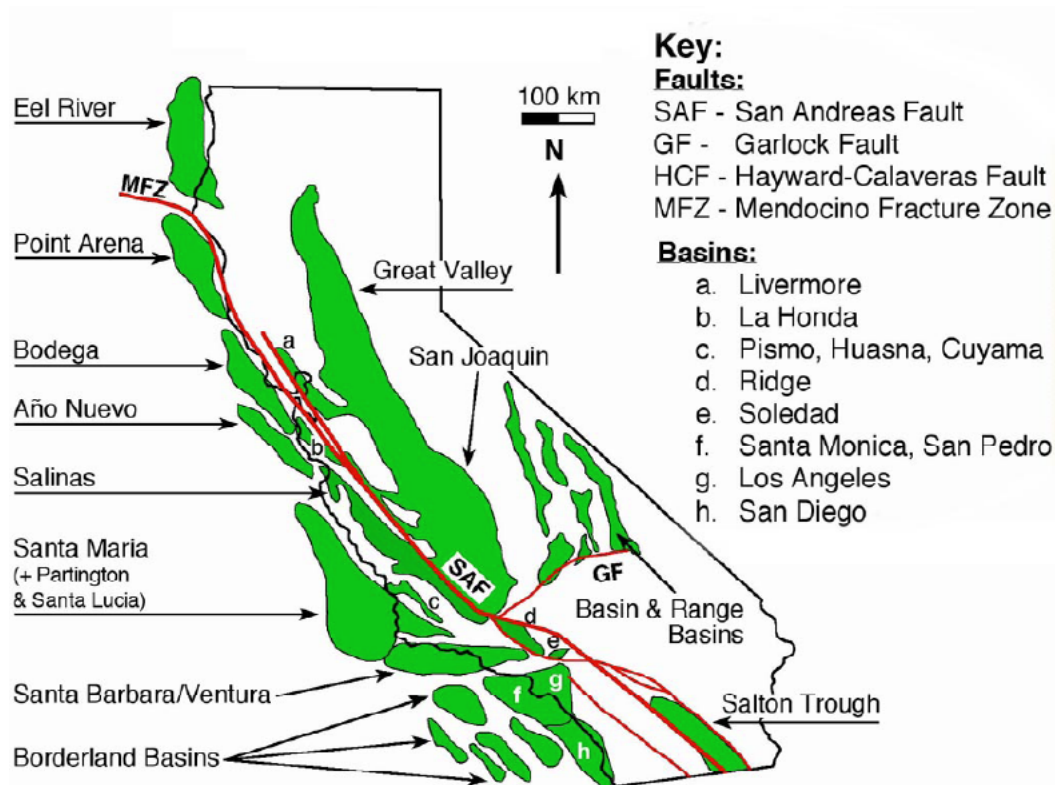 Key:
Faults:
SAF - San Andreas Fault
GF - Garlock Fault
HCF - Hayward-Calaveras Fault
MFZ - Mendocino Fracture Zone
Basins:
a. Livermore
b. La Honda
c. Pismo, Huasna, Cuyama
d. Ridge
e. Soledad
f. Santa Monica, San Pedro
g. Los Angeles
h. San Diego
100 km
N
Eel River
MFZ
Point Arena
Great Valley
a
Bodega
San Joaquin
Año Nuevo
b
Salinas
Santa Maria
(+ Partington
& Santa Lucia)
SAF
GF
c
d
Basin & Range
Basins
e
Santa Barbara/Ventura
g
f
Salton Trough
h
Borderland Basins